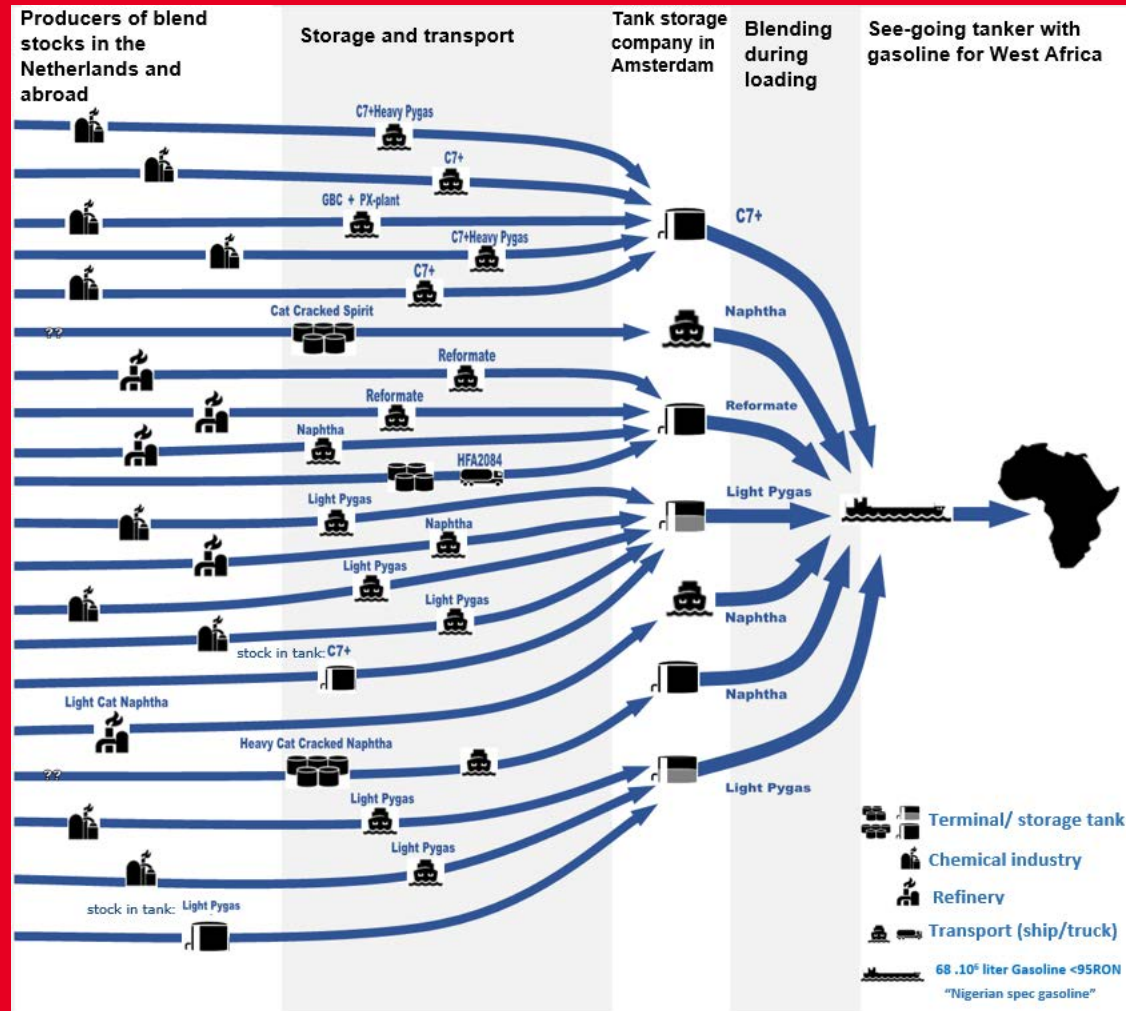 Producers of blend
stocks in the
Netherlands and
abroad
Storage and transport
Tank storage
company in
Amsterdam
Blending
during
loading
See-going tanker with
gasoline for West Africa
C7+Heavy Pygas
C7+
GBC + PX-plant
C7+Heavy Pygas
C7+
C7+
Cat Cracked Spirit
??
Naphtha
Reformate
Reformate
Reformate
Naphtha
HFA2084
Light Pygas
Light Pygas
Naphtha
Light Pygas
Light Pygas
stock in tank: C7+
Naphtha
Light Cat Naphtha
Naphtha
Heavy Cat Cracked Naphtha
??
Light Pygas
Light Pygas
Light Pygas
stock in tank: Light Pygas
Terminal/ storage tank
Chemical industry
Refinery
Transport (ship/truck)
68 .10⁶ liter Gasoline <95RON
“Nigerian spec gasoline”